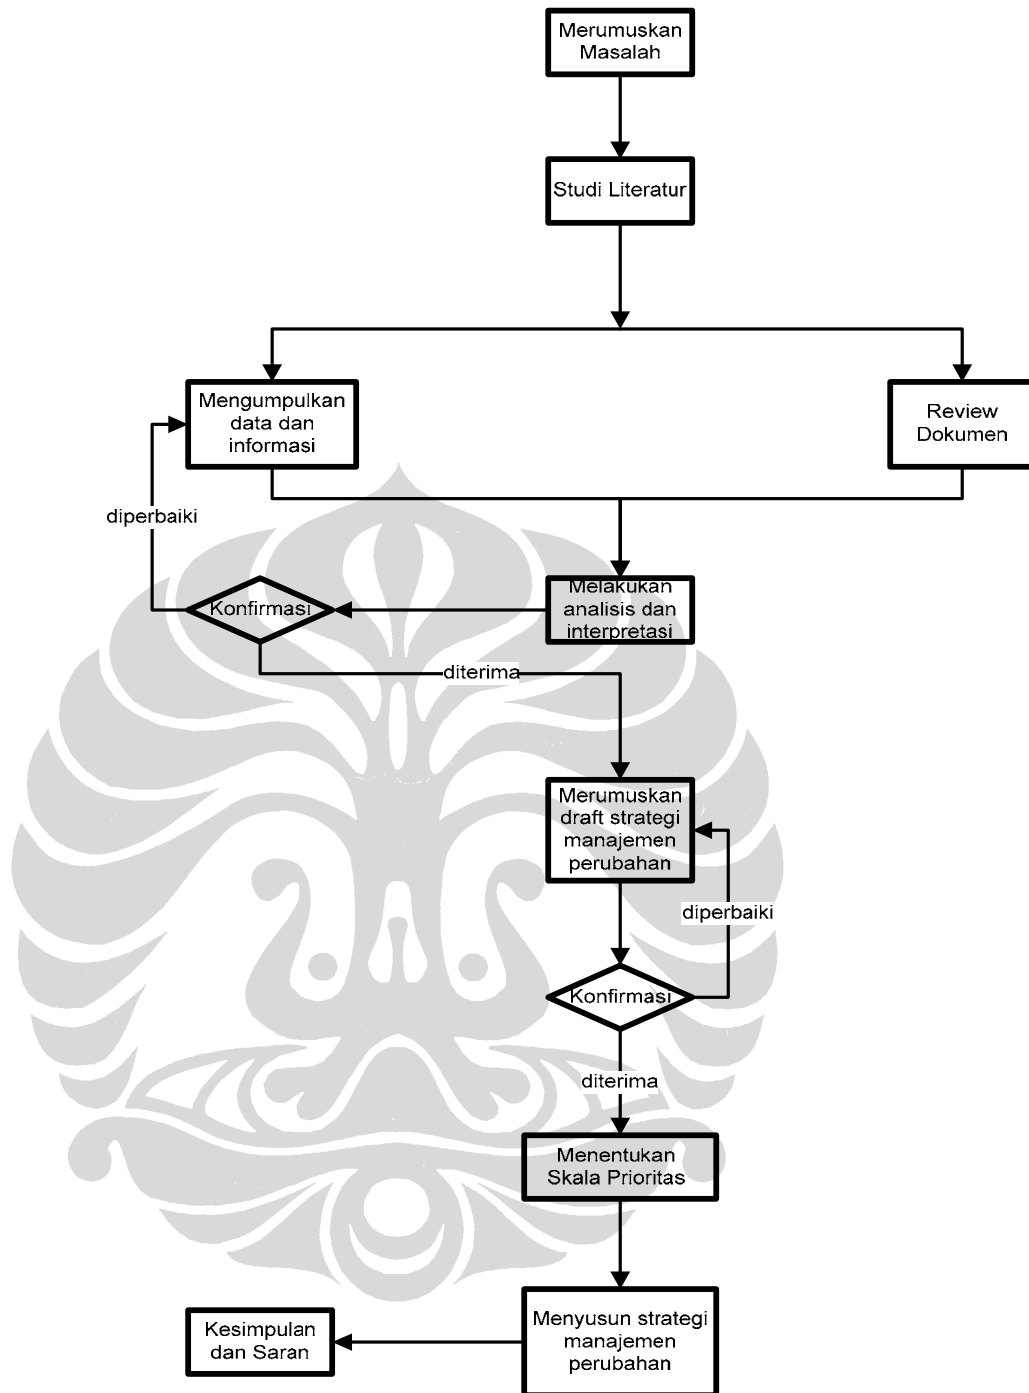 Merumuskan
Masalah
Studi Literatur
Mengumpulkan
data dan
informasi
Review
Dokumen
diperbaiki
Konfirmasi
Melakukan
analisis dan
interpretasi
diterima
Merumuskan
draft strategi
manajemen
perubahan
diperbaiki
Konfirmasi
diterima
Menentukan
Skala Prioritas
Menyusun strategi
manajemen
perubahan
Kesimpulan
dan Saran